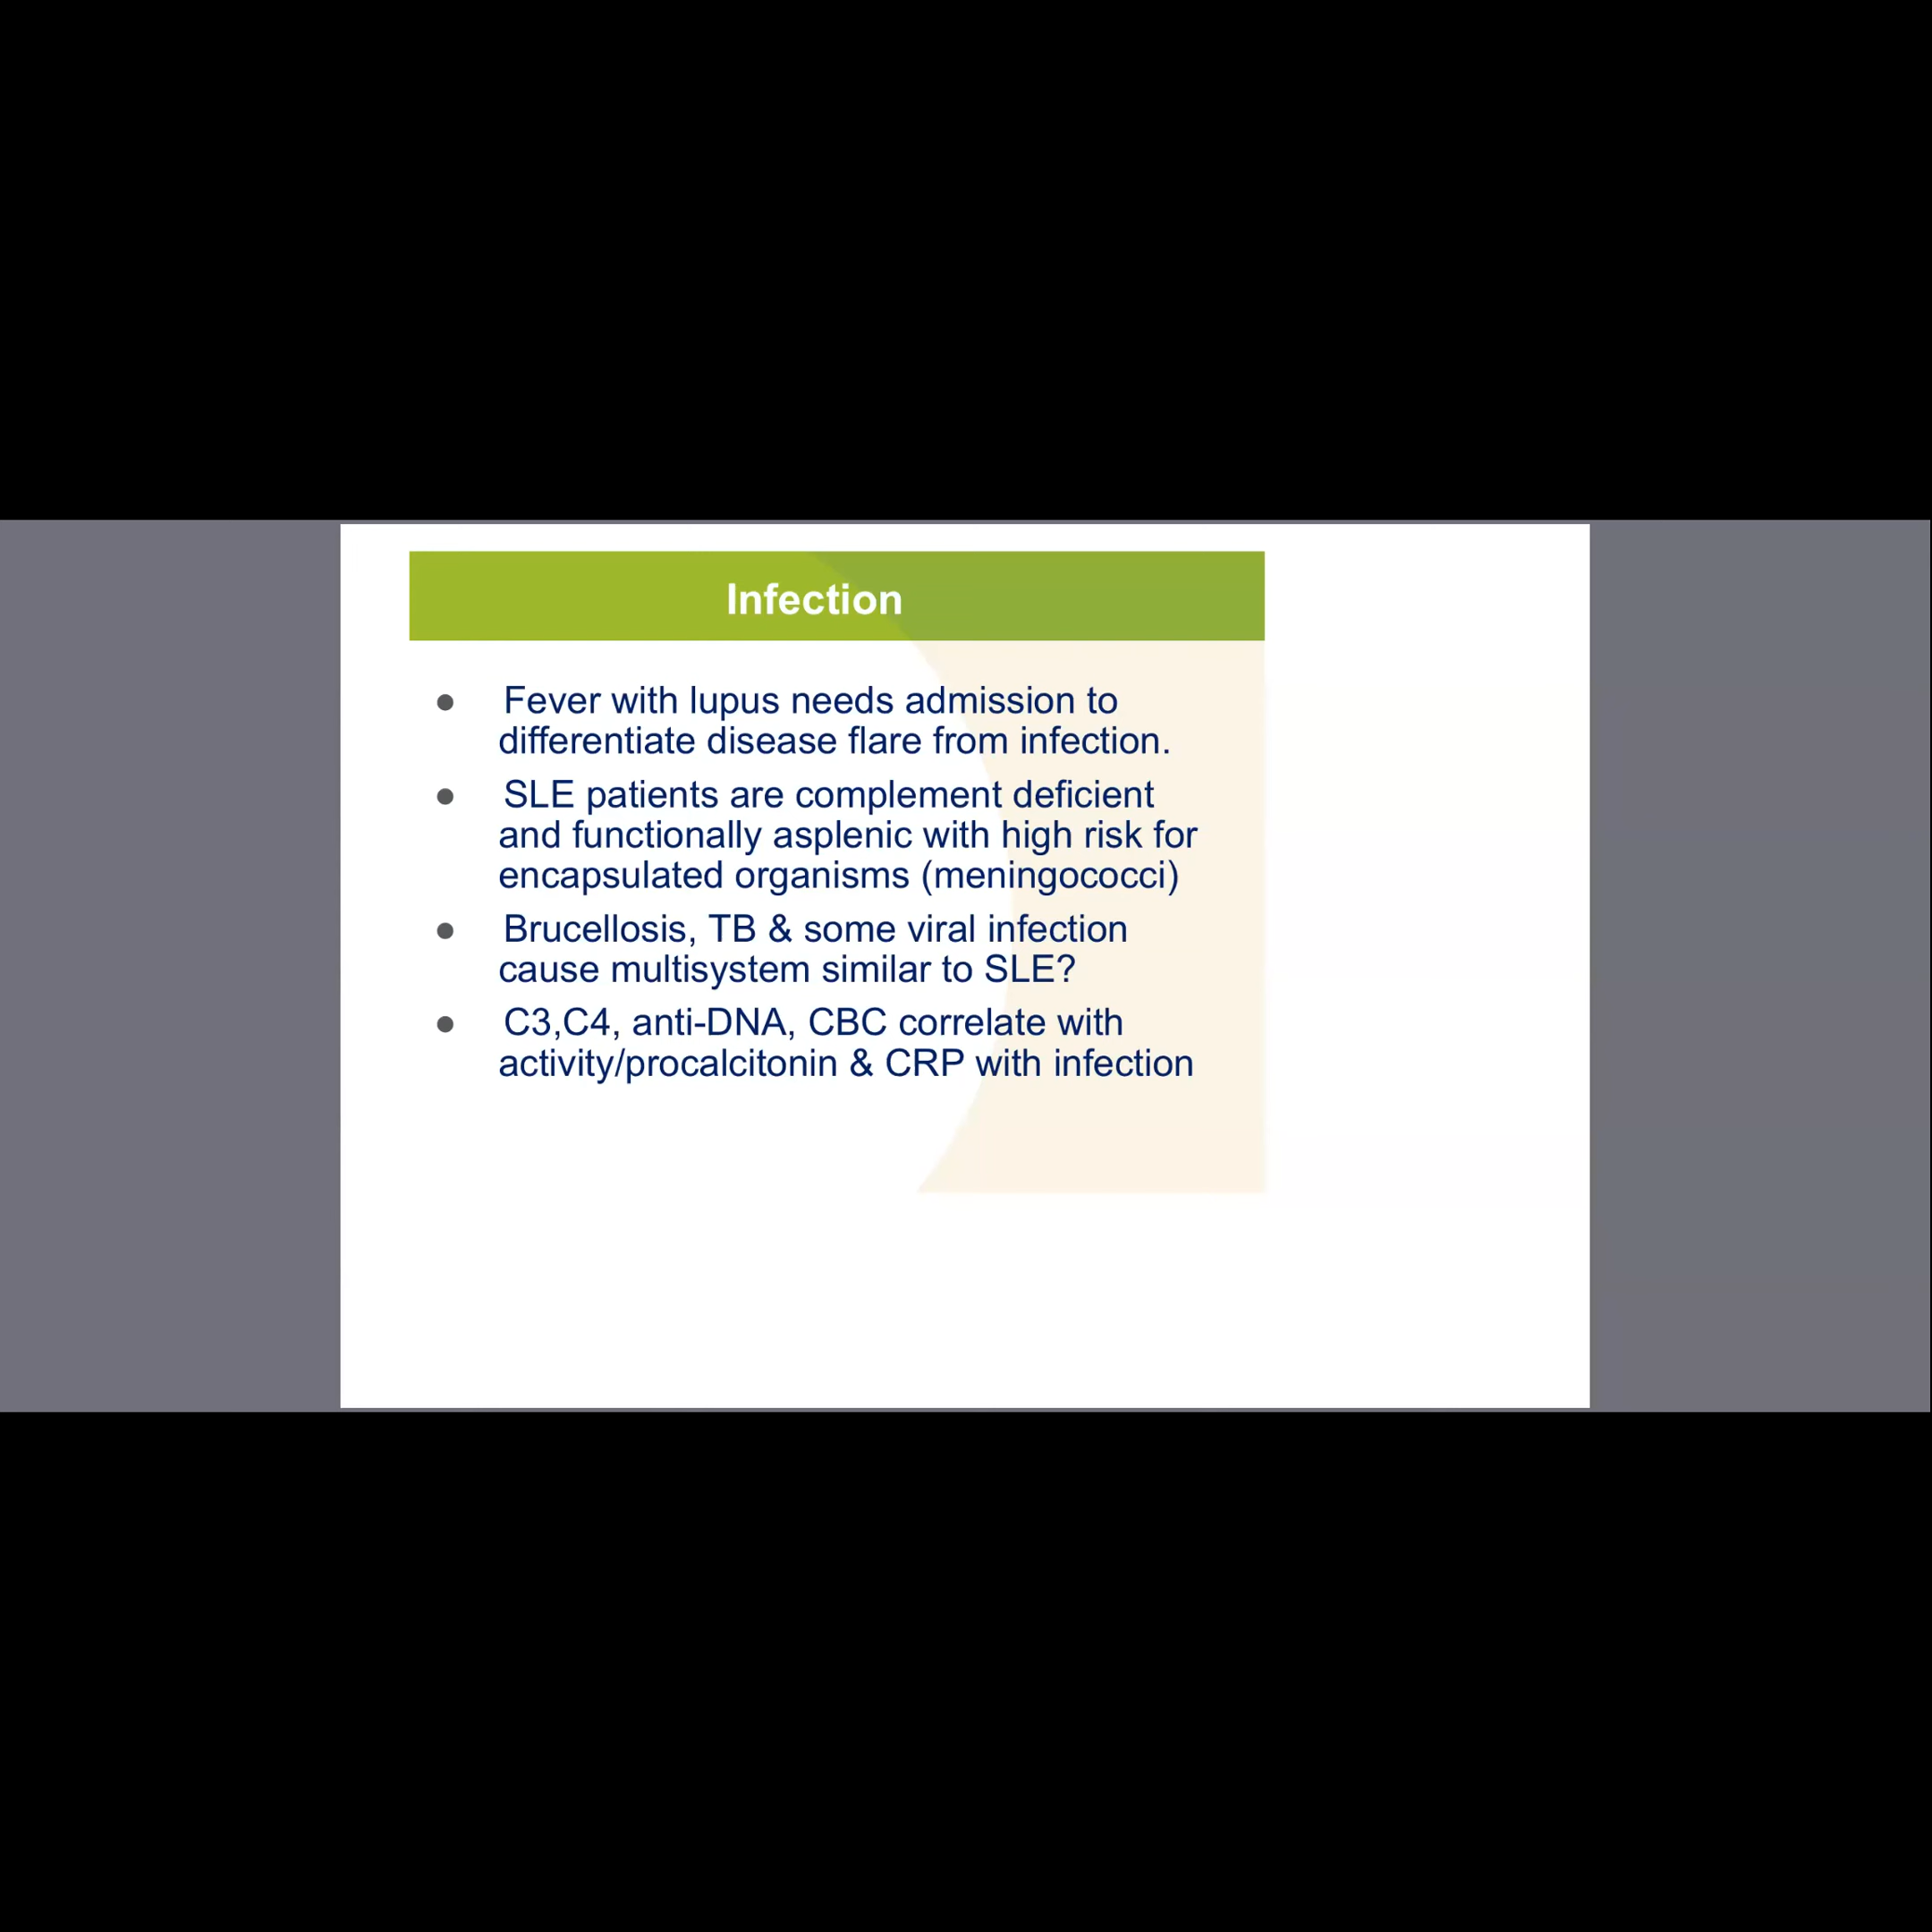 Infection
Fever with lupus needs admission to
differentiate disease flare from infection.
SLE patients are complement deficient
and functionally asplenic with high risk for
encapsulated organisms (meningococci)
Brucellosis, TB & some viral infection
cause multisystem similar to SLE?
C3,C4, anti-DNA, CBC correlate with
activity/procalcitonin & CRP with infection